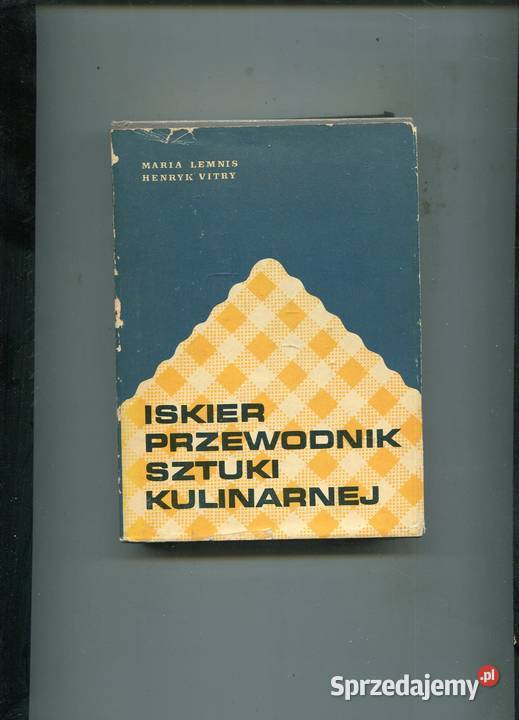 MARIA LEMNIS
HENRYK VITRY
ISKIER
PRZEWODNIK
SZTUKI
KULINARNEJ
Sprzedajemy.pl